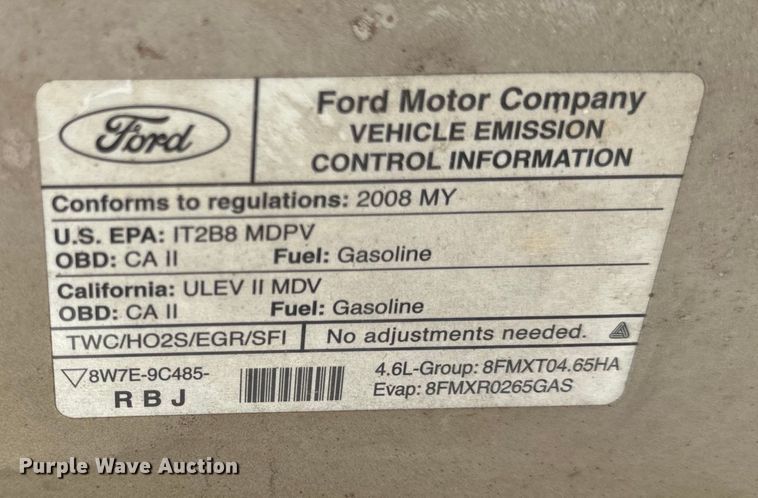 Ford
Ford Motor Company
VEHICLE EMISSION
CONTROL INFORMATION
Conforms to regulations: 2008 MY
U.S. EPA: IT2B8 MDPV
OBD: CA II Fuel: Gasoline
California: ULEV II MDV
OBD: CA II Fuel: Gasoline
TWC/HO2S/EGR/SFI No adjustments needed.
8W7E-9C485-
R B J
4.6L-Group: 8FMXT04.65HA
Evap: 8FMXR0265GAS
Purple Wave Auction